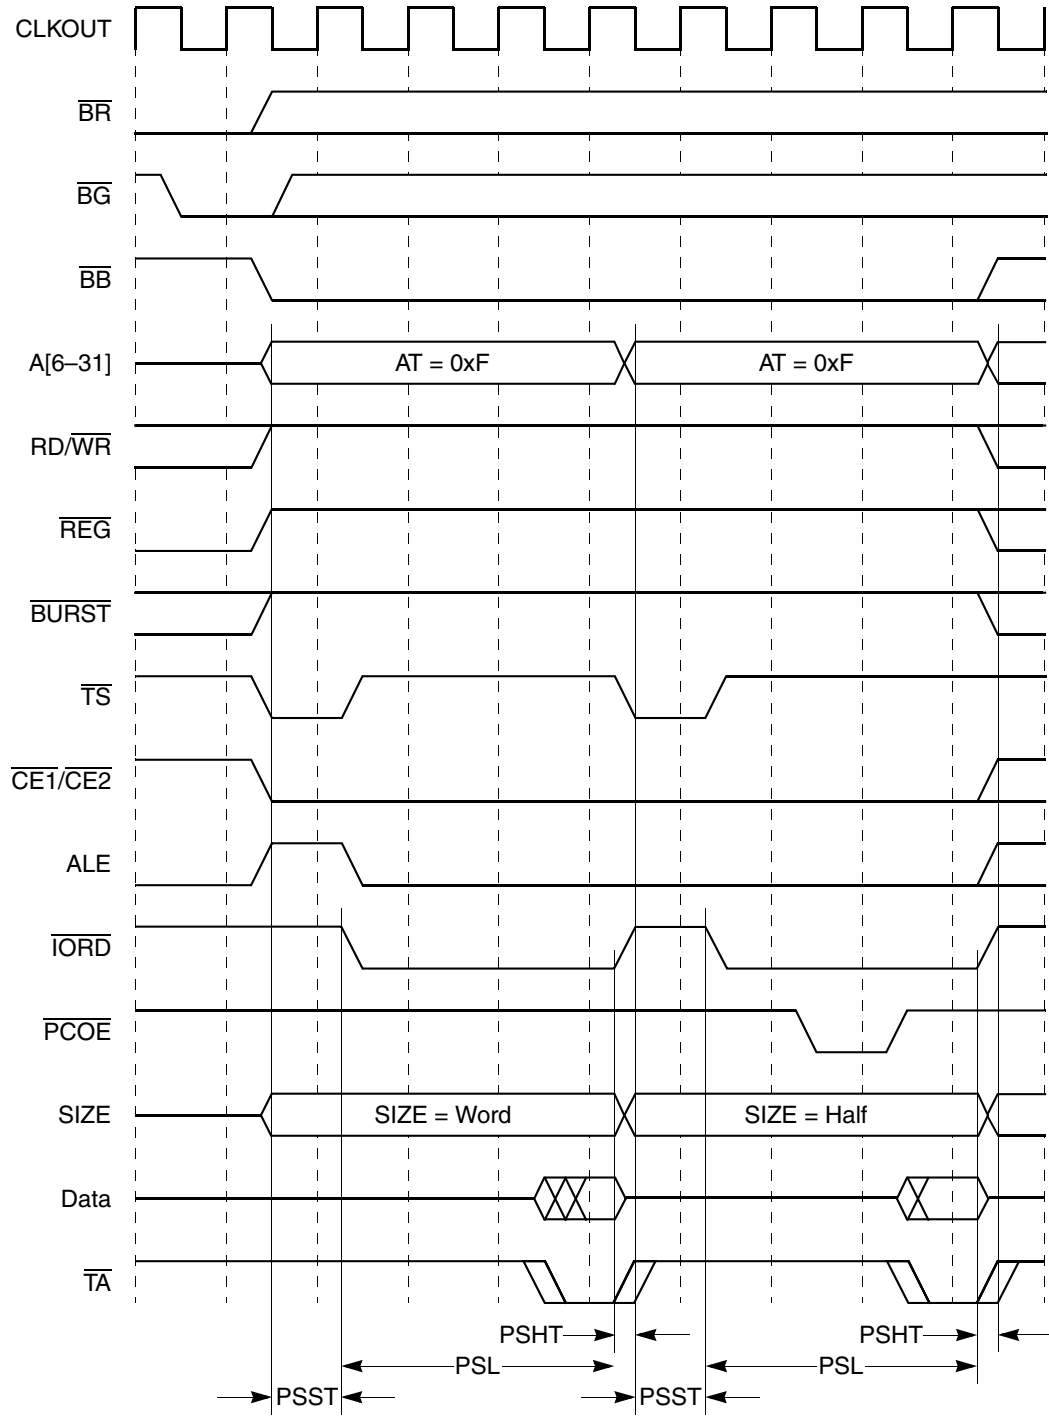 CLKOUT
BR
BG
BB
A[6–31]
AT = 0xF
AT = 0xF
RD/WR
REG
BURST
TS
CE1/CE2
ALE
IORD
PCOE
SIZE
SIZE = Word
SIZE = Half
Data
TA
PSHT
PSHT
PSL
PSL
PSST
PSST